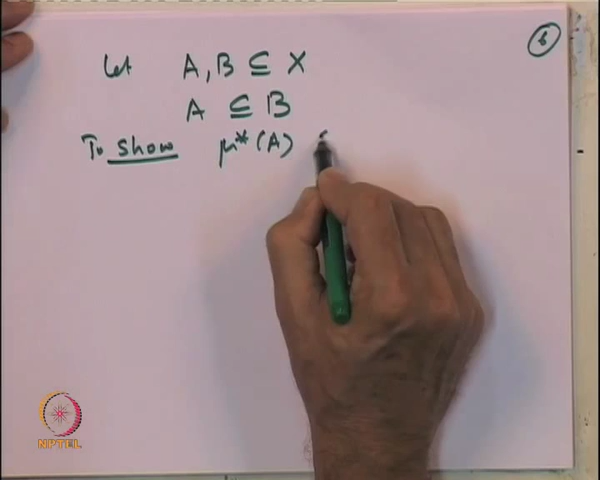 6
Let A, B ⊆ X
A ⊆ B
To show μ*(A)
NPTEL